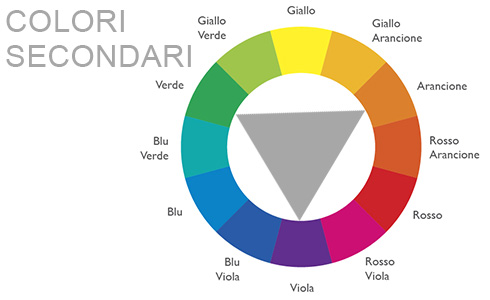 COLORI
SECONDARI
Giallo
Giallo
Verde
Giallo
Arancione
Verde
Arancione
Blu
Verde
Rosso
Arancione
Blu
Rosso
Blu
Viola
Viola
Rosso
Viola